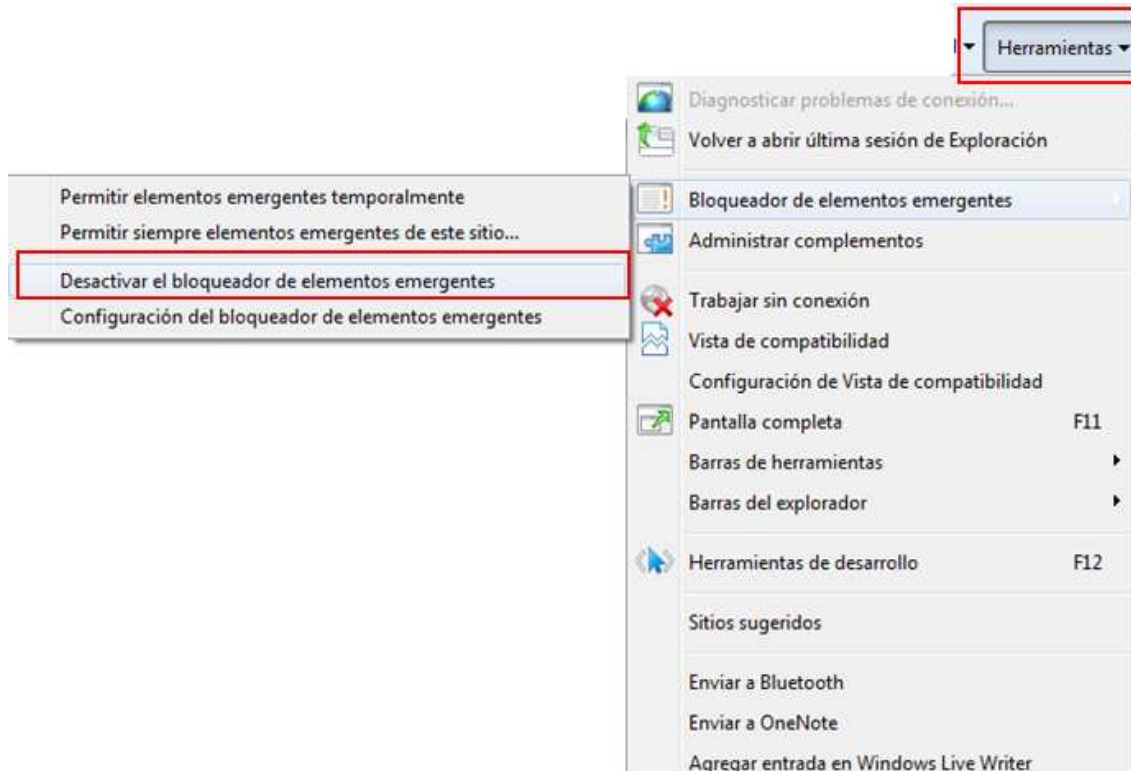 Herramientas
Diagnosticar problemas de conexión...
Volver a abrir última sesión de Exploración
Bloqueador de elementos emergentes
Permitir elementos emergentes temporalmente
Permitir siempre elementos emergentes de este sitio...
Desactivar el bloqueador de elementos emergentes
Configuración del bloqueador de elementos emergentes
Administrar complementos
Trabajar sin conexión
Vista de compatibilidad
Configuración de Vista de compatibilidad
Pantalla completa F11
Barras de herramientas
Barras del explorador
Herramientas de desarrollo F12
Sitios sugeridos
Enviar a Bluetooth
Enviar a OneNote
Agregar entrada en Windows Live Writer